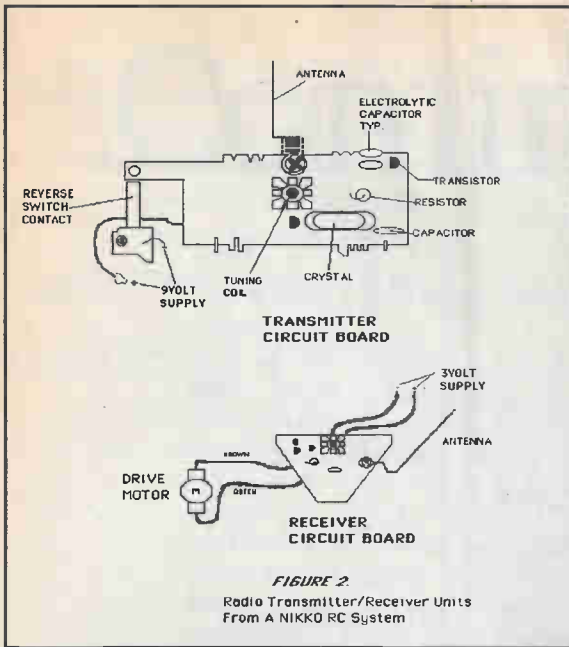 ANTENNA
ELECTROLYTIC
CAPACITOR
TYP.
TRANSISTOR
REVERSE
SWITCH
CONTACT
RESISTOR
CAPACITOR
9VOLT
SUPPLY
TUNING
COIL
CRYSTAL
TRANSMITTER
CIRCUIT BOARD
3VOLT
SUPPLY
ANTENNA
BROWN
DRIVE
MOTOR
M
GREEN
RECEIVER
CIRCUIT BOARD
FIGURE 2.
Radio Transmitter/Receiver Units
From A NIKKO RC System